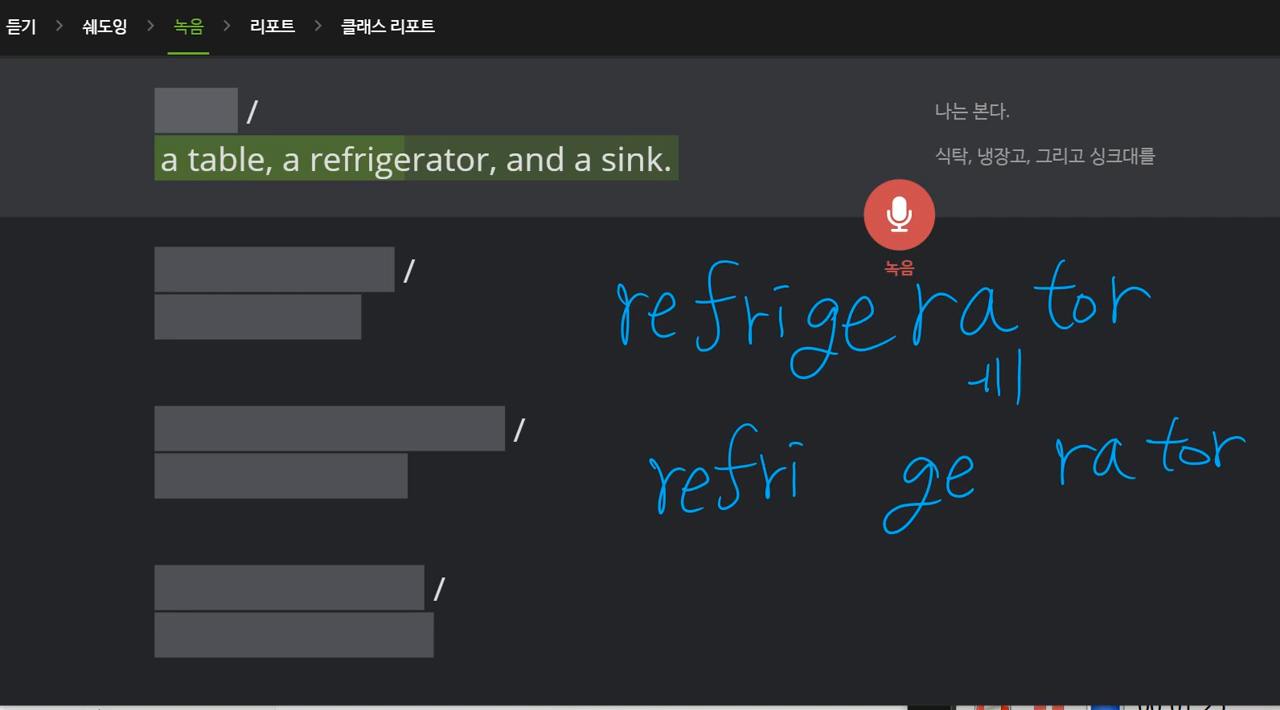 듣기 > 쉐도잉 > 녹음 > 리포트 > 클래스 리포트
/
나는 본다.
a table, a refrigerator, and a sink.
식탁, 냉장고, 그리고 싱크대를
녹음
/
refrigerator
ㅔㅣ
/
refri ge rator
/